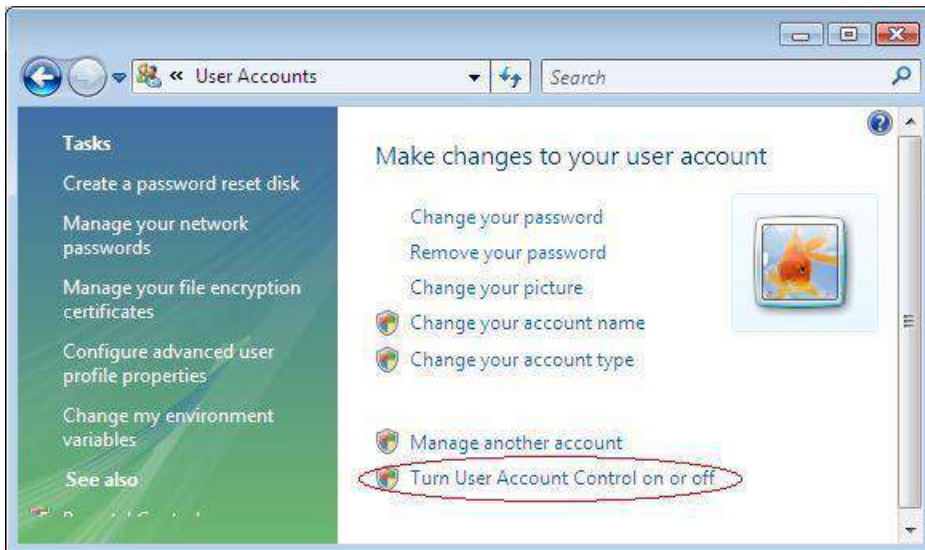 « User Accounts
Search
Tasks
Create a password reset disk
Manage your network
passwords
Manage your file encryption
certificates
Configure advanced user
profile properties
Change my environment
variables
See also
Make changes to your user account
Change your password
Remove your password
Change your picture
Change your account name
Change your account type
Manage another account
Turn User Account Control on or off